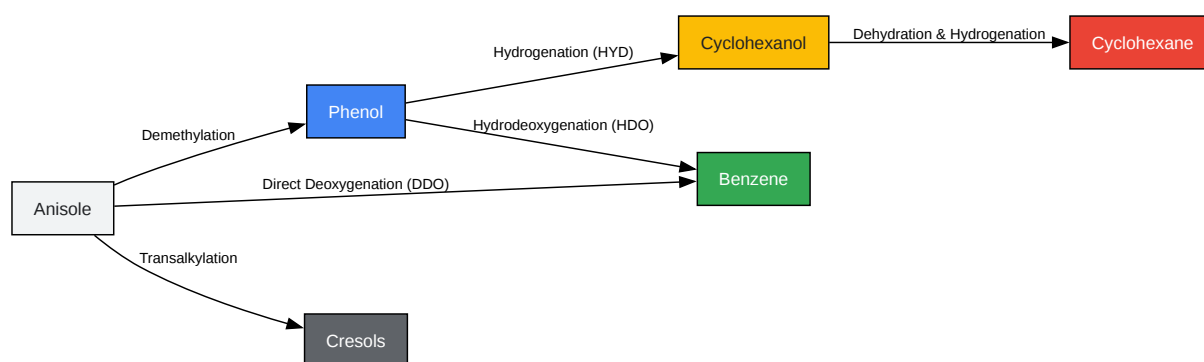 Cyclohexanol
Dehydration & Hydrogenation
Cyclohexane
Hydrogenation (HYD)
Phenol
Hydrodeoxygenation (HDO)
Demethylation
Benzene
Direct Deoxygenation (DDO)
Anisole
Transalkylation
Cresols